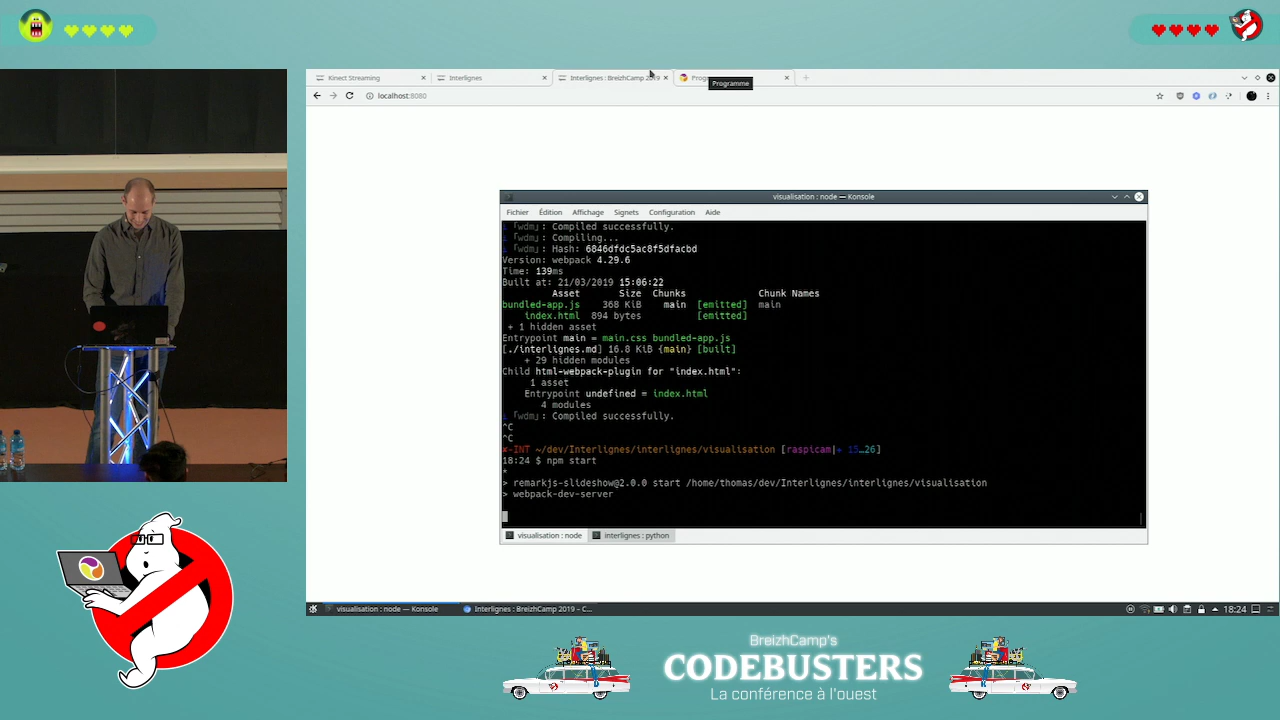 Kinect Streaming
Interlignes
Interlignes : BreizhCamp 2019
Programme
localhost:8080
visualisation : node — Konsole
Fichier Édition Affichage Signets Configuration Aide
i ｢wdm｣: Compiled successfully.
i ｢wdm｣: Compiling...
i ｢wdm｣: Hash: 6846dfdc5ac8f5dfacbd
Version: webpack 4.29.6
Time: 139ms
Built at: 21/03/2019 15:06:22
Asset Size Chunks Chunk Names
bundled-app.js 368 KiB main [emitted] main
index.html 894 bytes [emitted]
+ 1 hidden asset
Entrypoint main = main.css bundled-app.js
[./interlignes.md] 16.8 KiB {main} [built]
+ 29 hidden modules
Child html-webpack-plugin for "index.html":
1 asset
Entrypoint undefined = index.html
4 modules
i ｢wdm｣: Compiled successfully.
^C
^C
✘-INT ~/dev/Interlignes/interlignes/visualisation [raspicam|✚ 15…26]
18:24 $ npm start
*
> remarkjs-slideshow@2.0.0 start /home/thomas/dev/Interlignes/interlignes/visualisation
> webpack-dev-server
visualisation : node
interlignes : python
visualisation : node — Konsole
Interlignes : BreizhCamp 2019 – C...
18:24
BreizhCamp's
CODEBUSTERS
La conférence à l'ouest